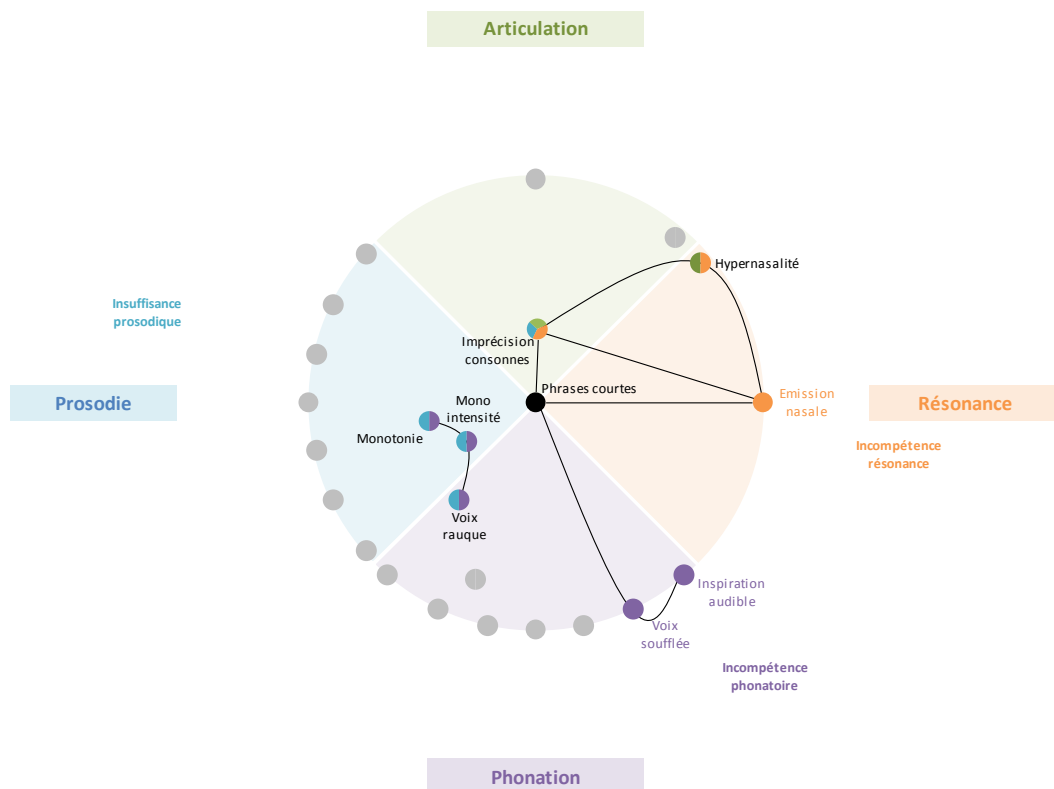 Articulation
Hypernasalité
Insuffisance
prosodique
Imprécision
consonnes
Phrases courtes
Mono
intensité
Emission
nasale
Prosodie
Résonance
Monotonie
Incompétence
résonance
Voix
rauque
Inspiration
audible
Voix
soufflée
Incompétence
phonatoire
Phonation